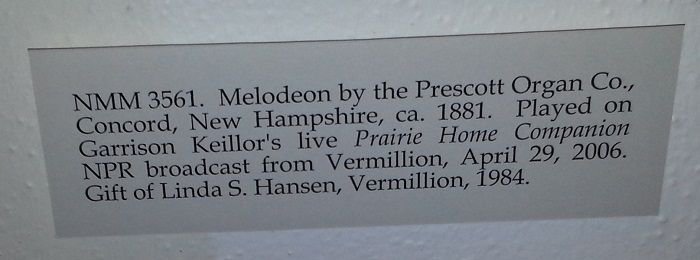 NMM 3561. Melodeon by the Prescott Organ Co.,
Concord, New Hampshire, ca. 1881. Played on
Garrison Keillor's live Prairie Home Companion
NPR broadcast from Vermillion, April 29, 2006.
Gift of Linda S. Hansen, Vermillion, 1984.